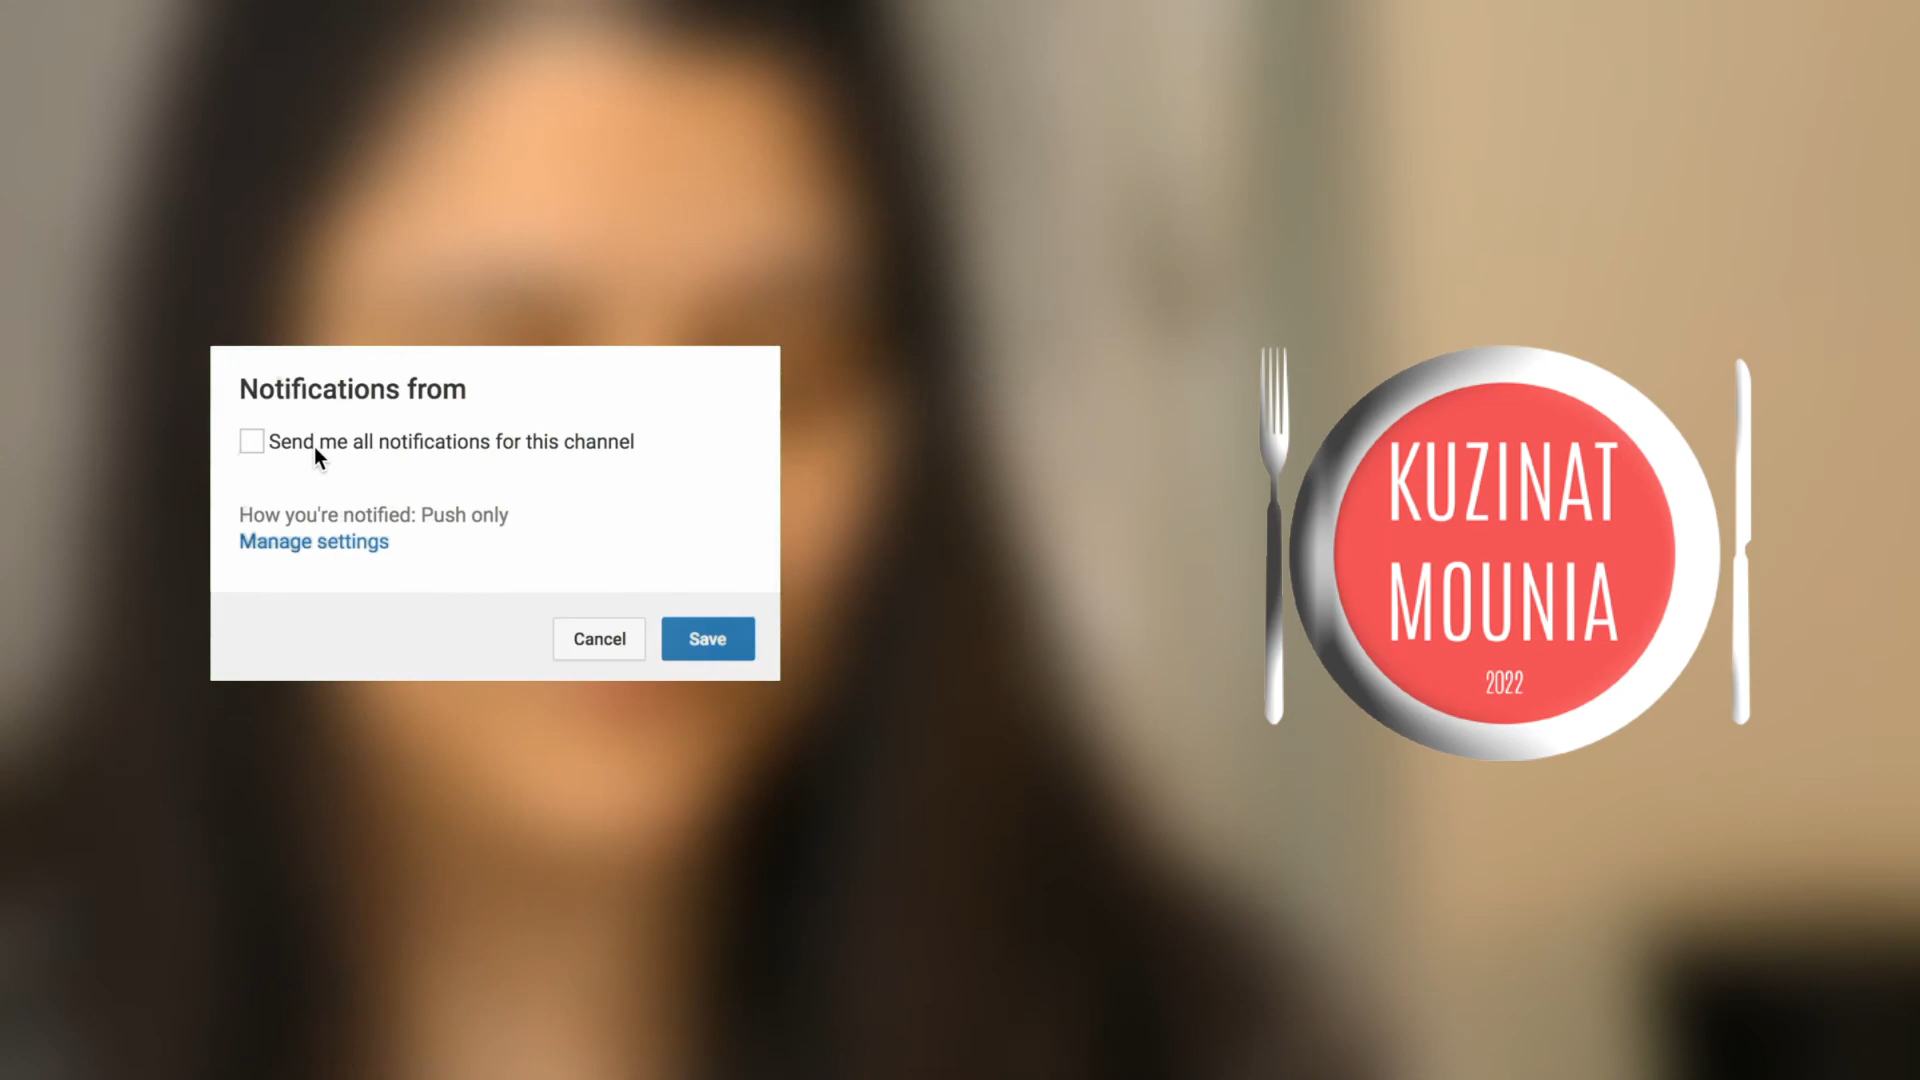 Notifications from
Send me all notifications for this channel
How you're notified: Push only
Manage settings
Cancel
Save
KUZINAT
MOUNIA
2022